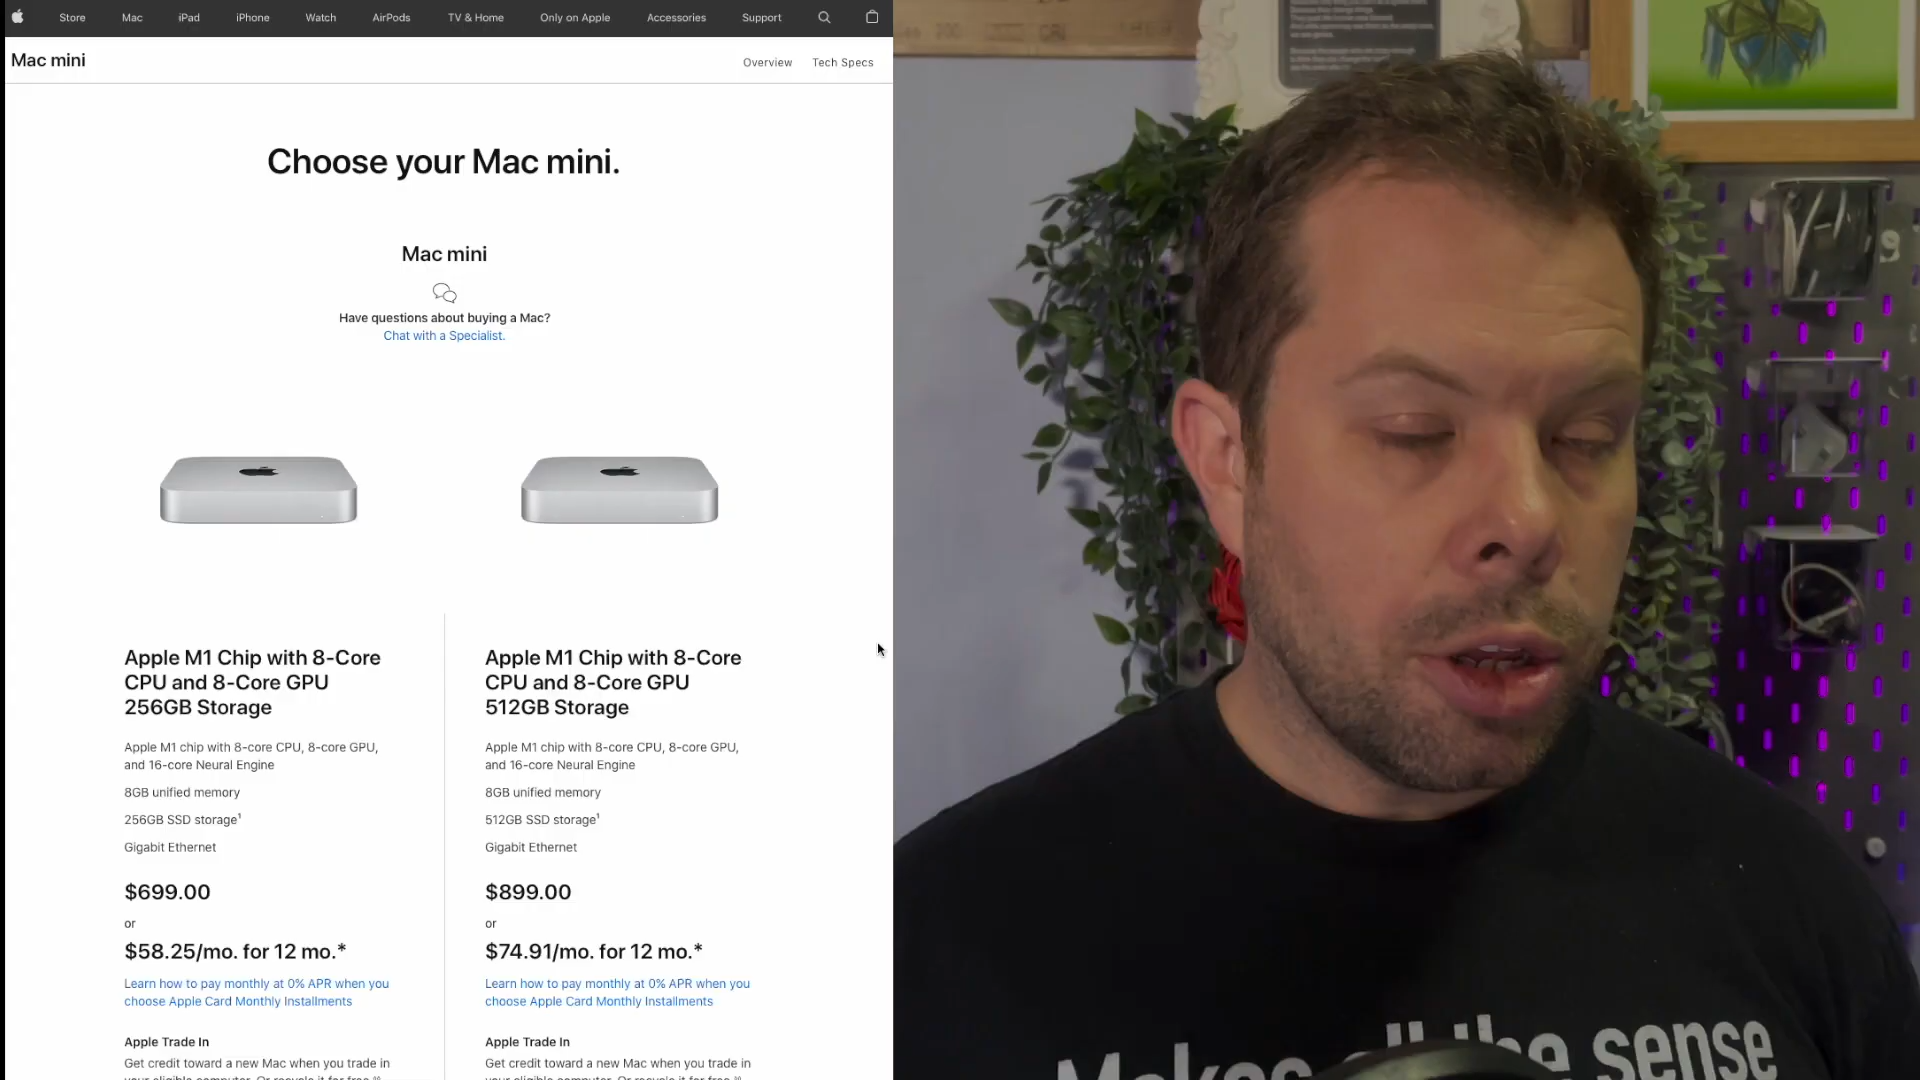 Store Mac iPad iPhone Watch AirPods TV & Home Only on Apple Accessories Support
Mac mini
Overview Tech Specs
Choose your Mac mini.
Mac mini
Have questions about buying a Mac?
Chat with a Specialist.
Apple M1 Chip with 8-Core
CPU and 8-Core GPU
256GB Storage
Apple M1 chip with 8-core CPU, 8-core GPU,
and 16-core Neural Engine
8GB unified memory
256GB SSD storage¹
Gigabit Ethernet
$699.00
or
$58.25/mo. for 12 mo.*
Learn how to pay monthly at 0% APR when you
choose Apple Card Monthly Installments
Apple Trade In
Get credit toward a new Mac when you trade in
Apple M1 Chip with 8-Core
CPU and 8-Core GPU
512GB Storage
Apple M1 chip with 8-core CPU, 8-core GPU,
and 16-core Neural Engine
8GB unified memory
512GB SSD storage¹
Gigabit Ethernet
$899.00
or
$74.91/mo. for 12 mo.*
Learn how to pay monthly at 0% APR when you
choose Apple Card Monthly Installments
Apple Trade In
Get credit toward a new Mac when you trade in
Makes all the sense